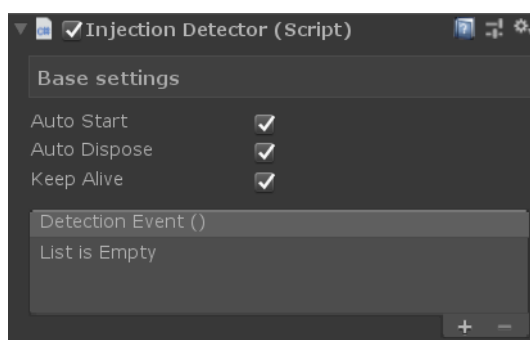 Injection Detector (Script)
Base settings
Auto Start
Auto Dispose
Keep Alive
Detection Event ()
List is Empty